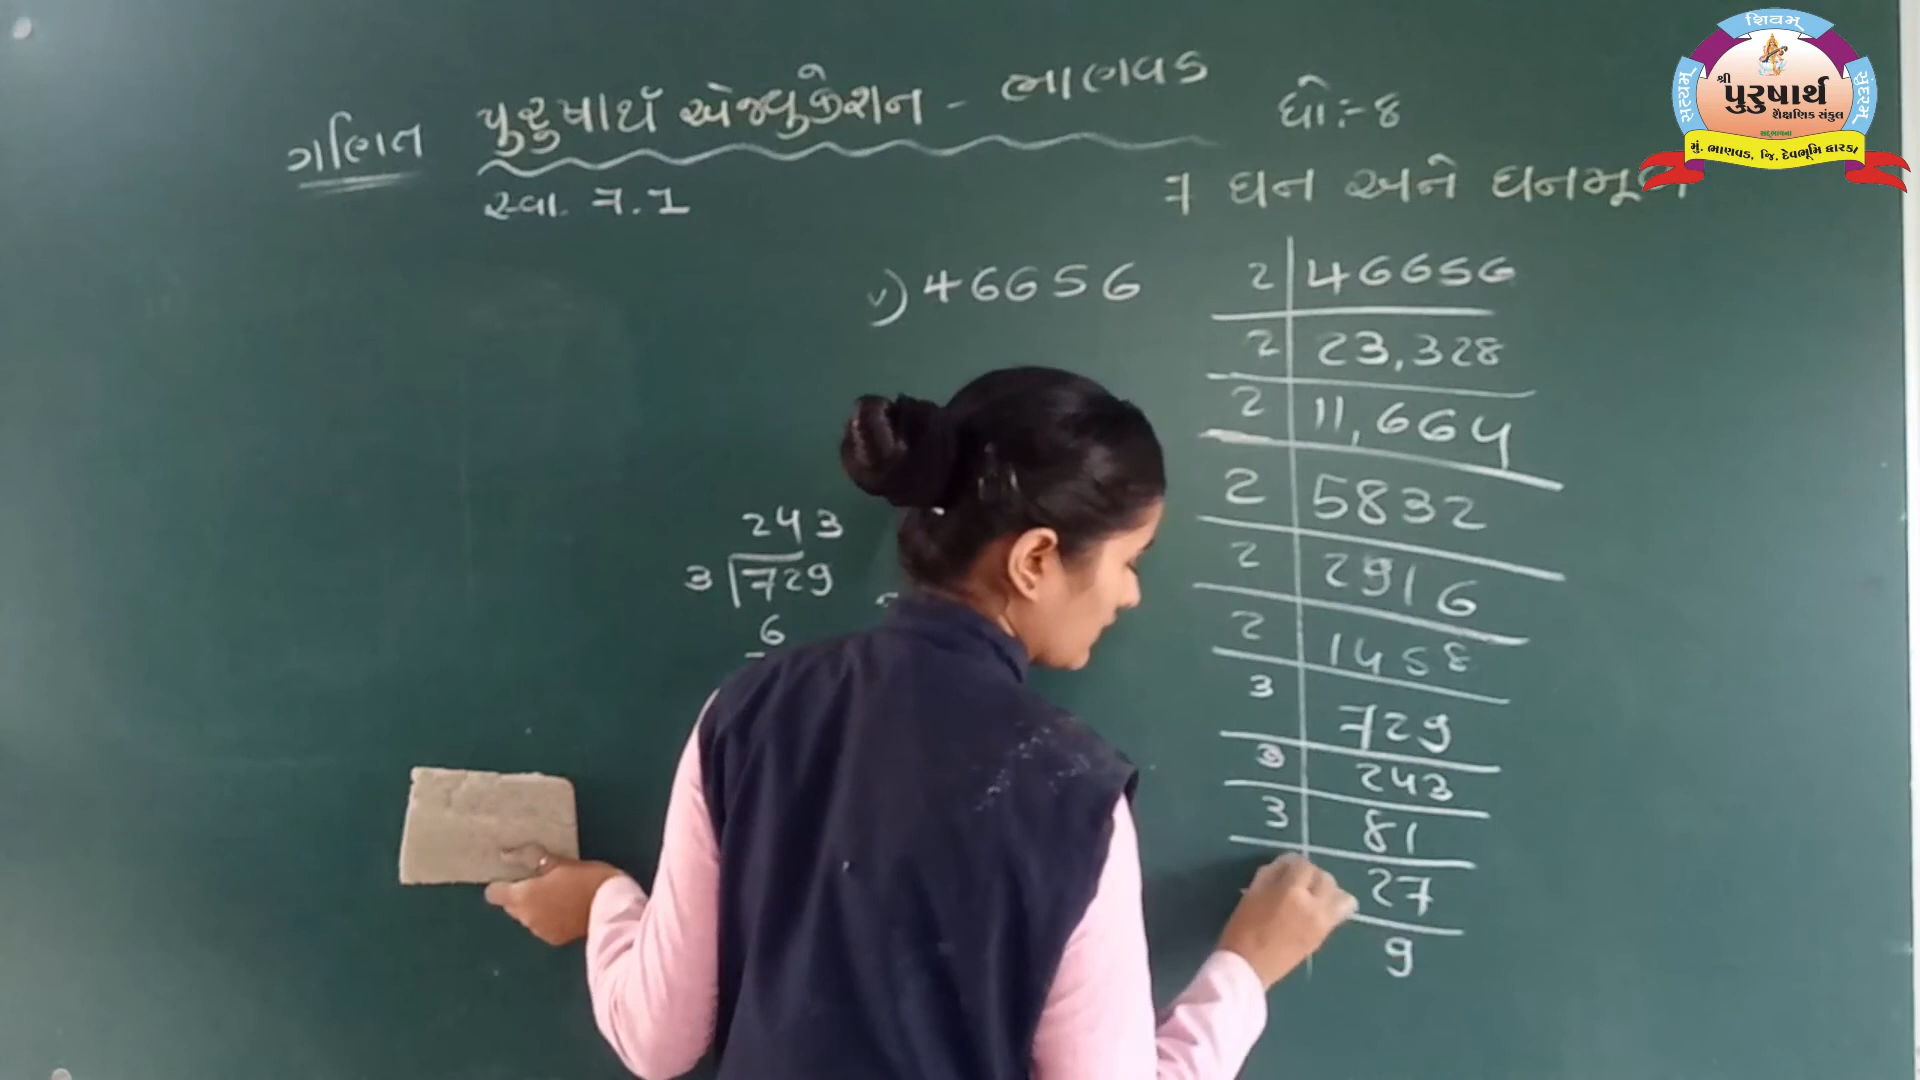 ગણિત પુરુષાર્થ એજ્યુકેશન - ભાણવડ ધો:-૪
સ્વા. 7.1
7 ઘન અને ઘનમૂળ
v) 46656
2 | 46656
2 | 23,328
2 | 11,664
2 | 5832
2 | 2916
2 | 1458
3 | 729
3 | 243
3 | 81
27
9
243
3 729
6
શિવમ્
સત્યમ્
સુંદરમ્
શ્રી
પુરુષાર્થ
શૈક્ષણિક સંકુલ
મું. ભાણવડ, જિ. દેવભૂમિ દ્વારકા